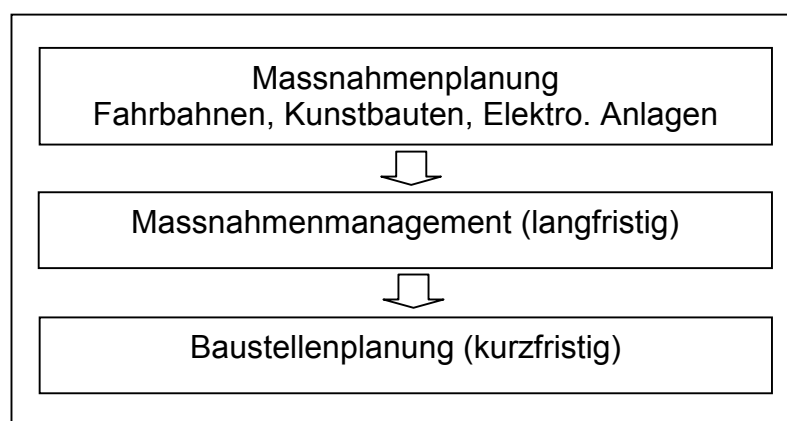 Massnahmenplanung
Fahrbahnen, Kunstbauten, Elektro. Anlagen
Massnahmenmanagement (langfristig)
Baustellenplanung (kurzfristig)